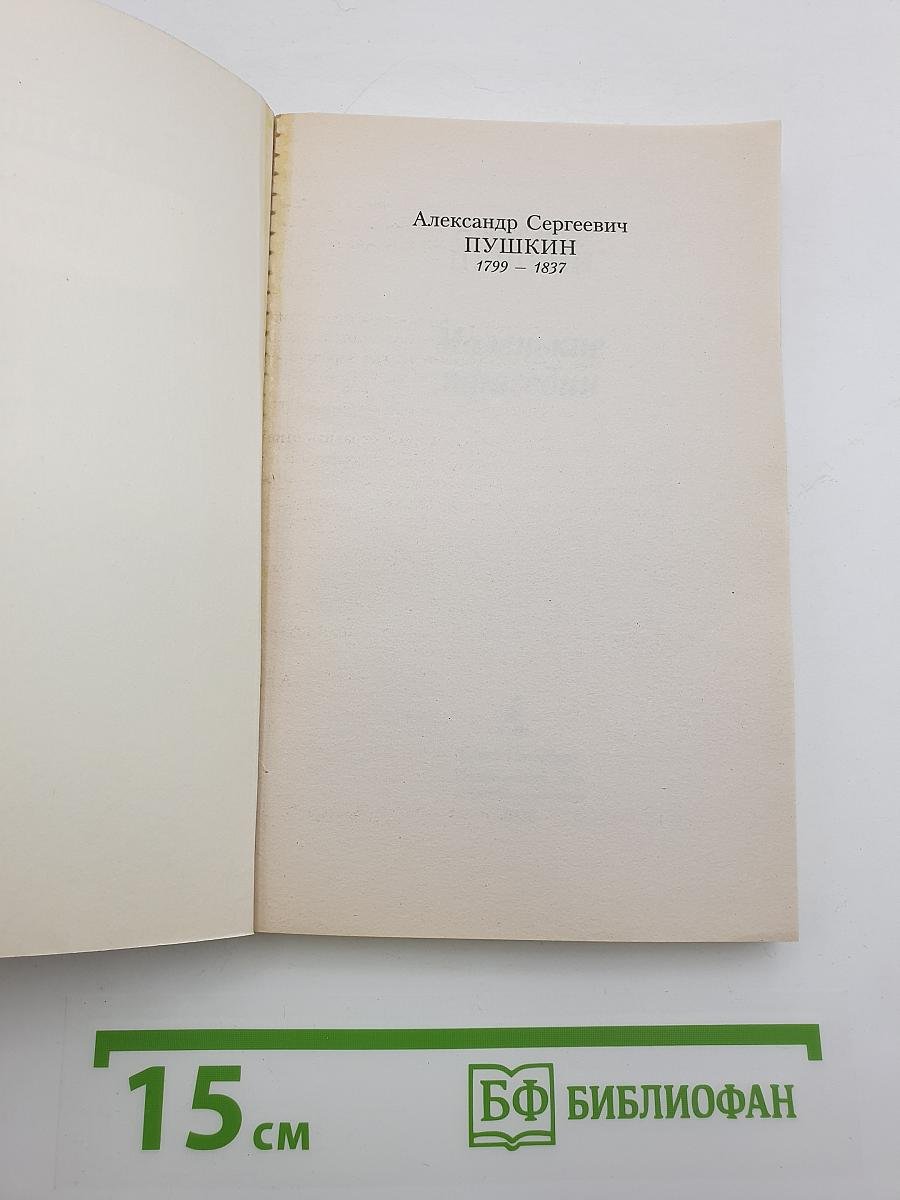 Александр Сергеевич
ПУШКИН
1799 – 1837
15 см
БФ БИБЛИОФАН